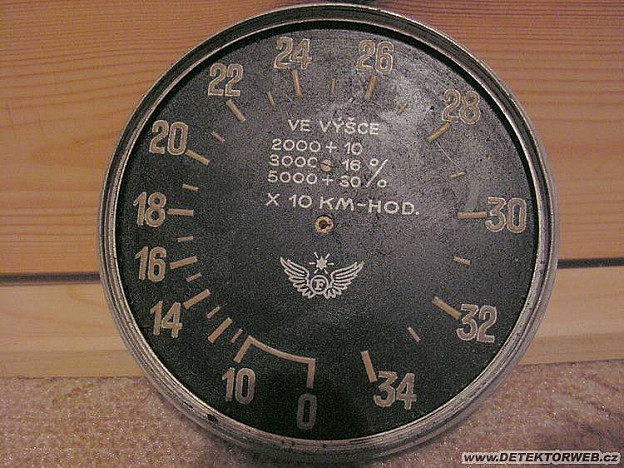 24 26
22 28
20 30
18 32
16 34
14
10
0
VE VÝŠCE
2000 + 10
3000 + 16 %
5000 + 30 %
X 10 KM-HOD.
F
www.DETEKTORWEB.cz